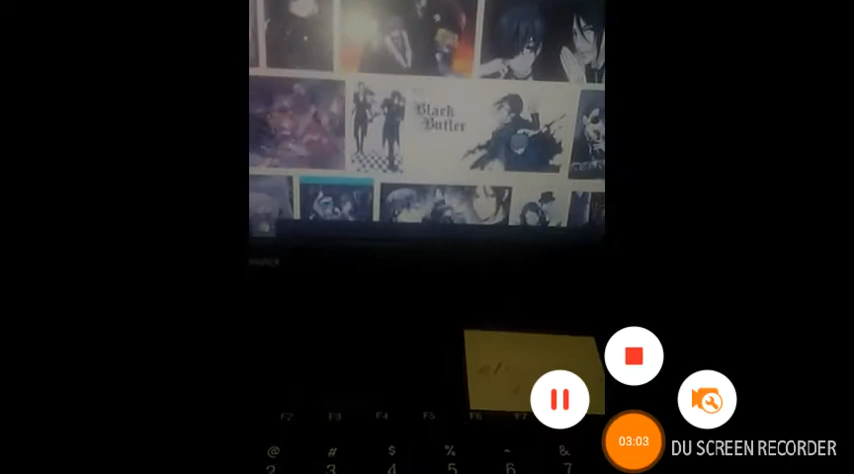 Black
Butler
F2 F3 F4 F5 F6 F7
@ # $ % ^ &
2 3 4 5 6 7
03:03
DU SCREEN RECORDER